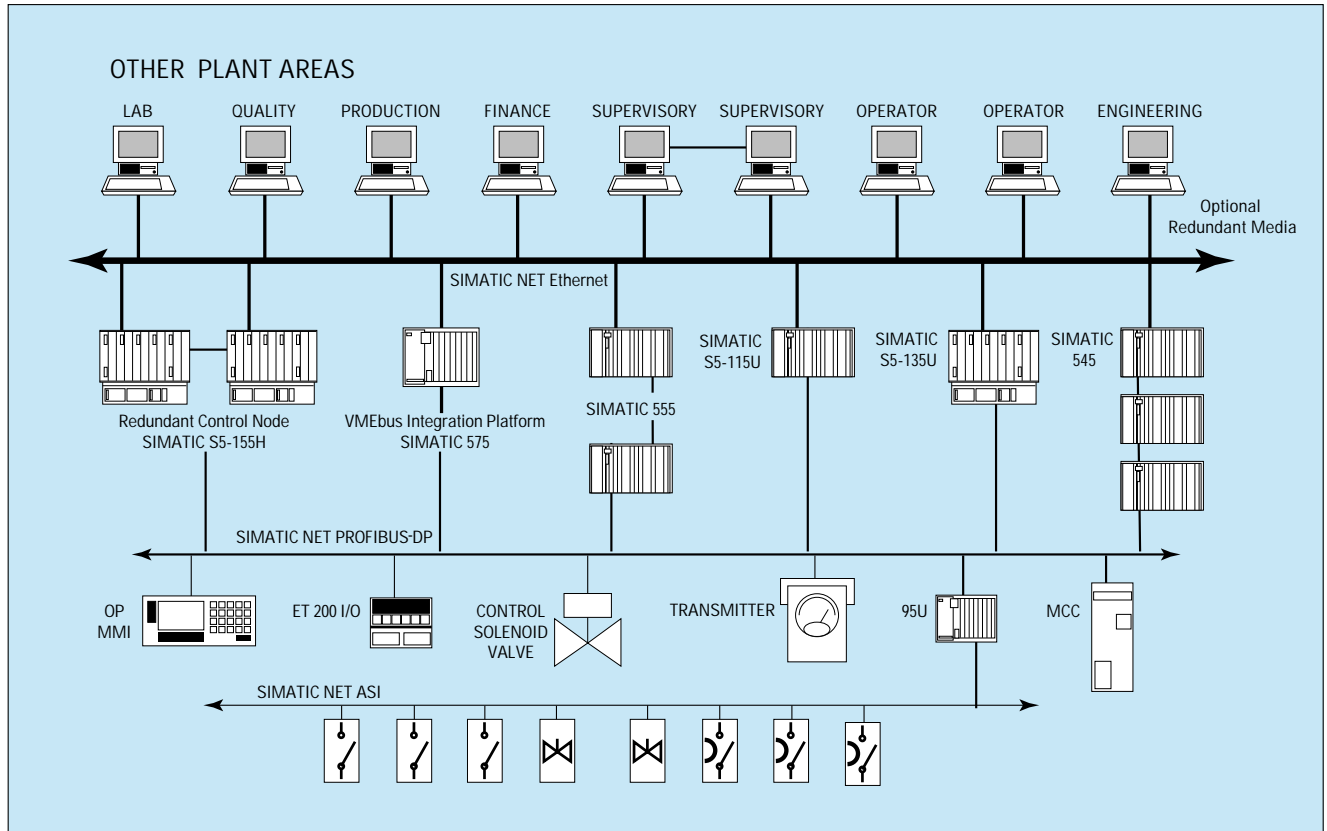 OTHER PLANT AREAS
LAB
QUALITY
PRODUCTION
FINANCE
SUPERVISORY
SUPERVISORY
OPERATOR
OPERATOR
ENGINEERING
Optional
Redundant Media
SIMATIC NET Ethernet
Redundant Control Node
SIMATIC S5-155H
VMEbus Integration Platform
SIMATIC 575
SIMATIC 555
SIMATIC
S5-115U
SIMATIC
S5-135U
SIMATIC
545
SIMATIC NET PROFIBUS-DP
OP
MMI
ET 200 I/O
CONTROL
SOLENOID
VALVE
TRANSMITTER
95U
MCC
SIMATIC NET ASI